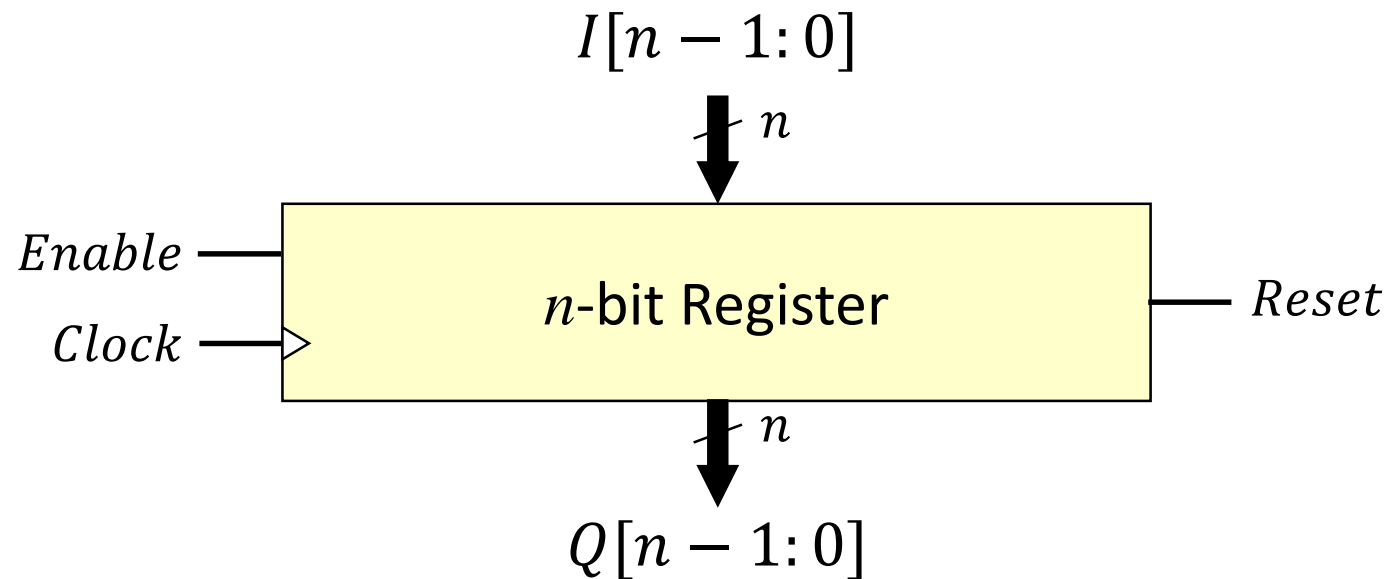 I[n − 1: 0]
n
Enable
n-bit Register
Reset
Clock
n
Q[n − 1: 0]